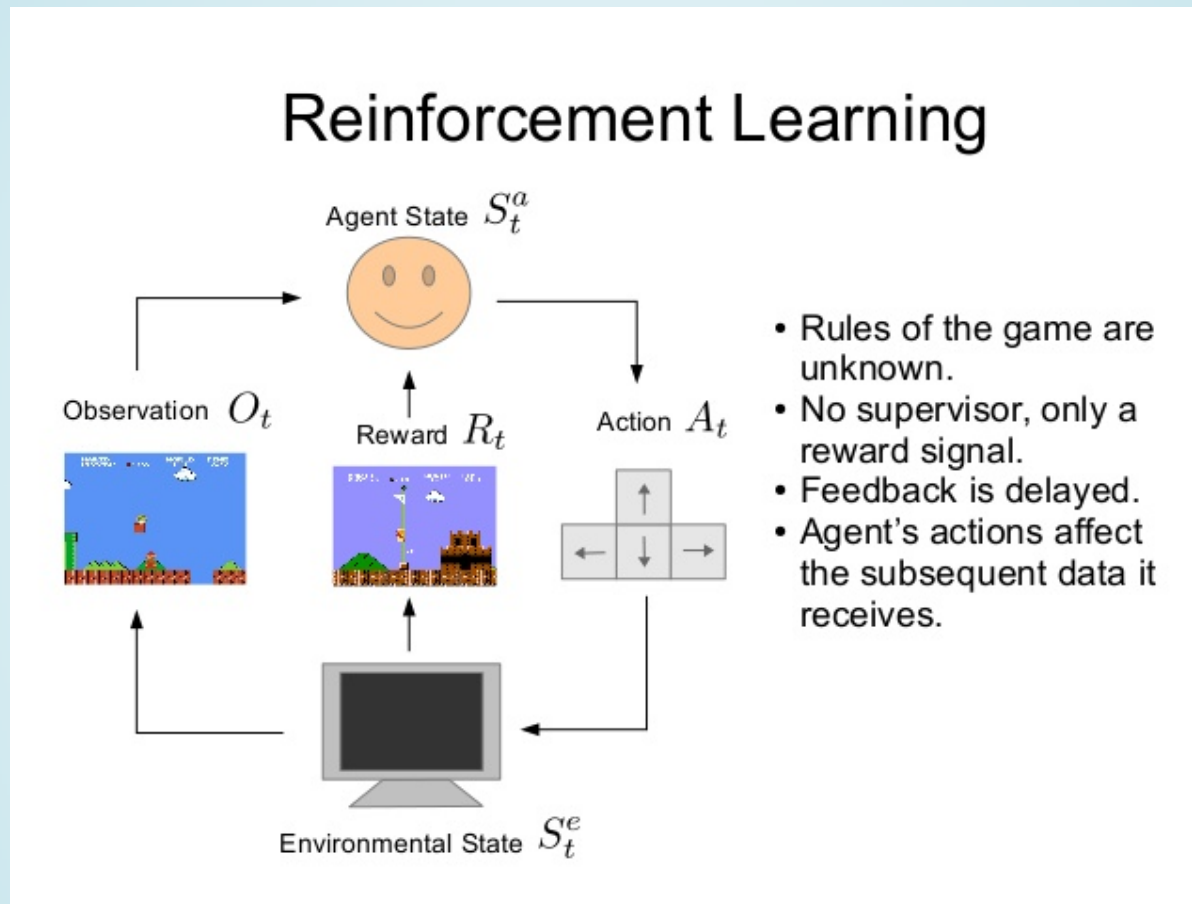 Reinforcement Learning
Agent State S_t^a
Observation O_t
Reward R_t
Action A_t
Environmental State S_t^e
• Rules of the game are
unknown.
• No supervisor, only a
reward signal.
• Feedback is delayed.
• Agent's actions affect
the subsequent data it
receives.